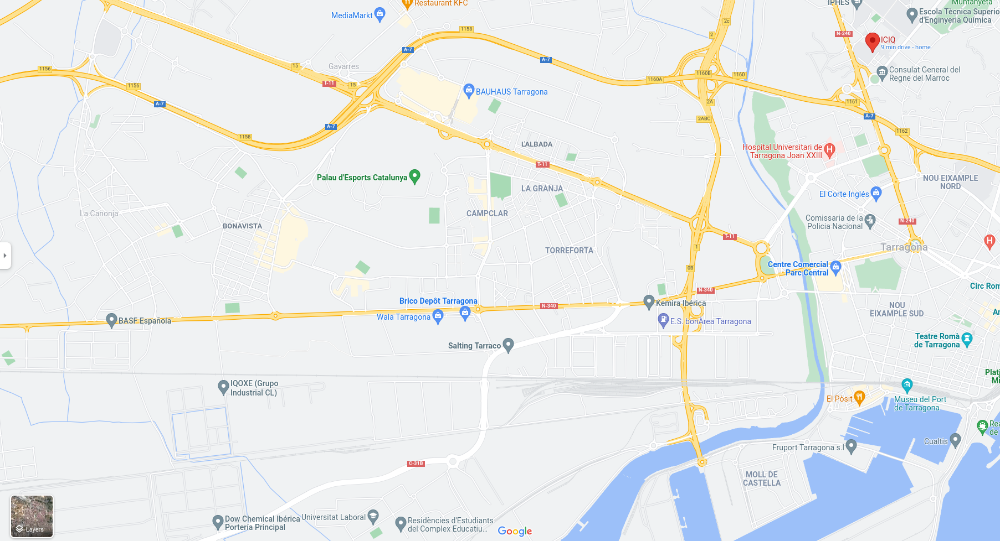 Restaurant KFC
MediaMarkt
IPHES
Muntanyeta"
Escola Tècnica Superio
d'Enginyeria Química
2c
N-240
1158
2
ICIQ
9 min drive - home
A-7
A-7
1156
15
Gavarres
1160B
1160
Consulat General del
Regne del Marroc
1156
T-11
15
1160A
BAUHAUS Tarragona
A-7
2A
1161
2ABC
A-7
A-7
1158
1162
L'ALBADA
Hospital Universitari de
Tarragona Joan XXIII
T-11
Palau d'Esports Catalunya
LA GRANJA
NOU EIXAMPLE
NORD
El Corte Inglés
La Canonja
CAMPCLAR
Comissaria de la
Policia Nacional
N-240
BONAVISTA
T-11
1
Tarragona
TORREFORTA
0B
Centre Comercial
Parc Central
Circ Rom
N-340
Brico Depôt Tarragona
N-340
Kemira Ibérica
NOU
EIXAMPLE SUD
Ar
BASF Española
Wala Tarragona
E.S. bonÀrea Tarragona
Salting Tarraco
Teatre Romà
de Tarragona
Platj
Mi
IQOXE (Grupo
Industrial CL)
El Pòsit
Museu del Port
de Tarragona
Rea
de
Fruport Tarragona s.l
Cualtis
C-31B
MOLL DE
CASTELLA
Dow Chemical Ibérica
Portería Principal
Universitat Laboral
Residències d'Estudiants
del Complex Educatiu...
Layers
Google